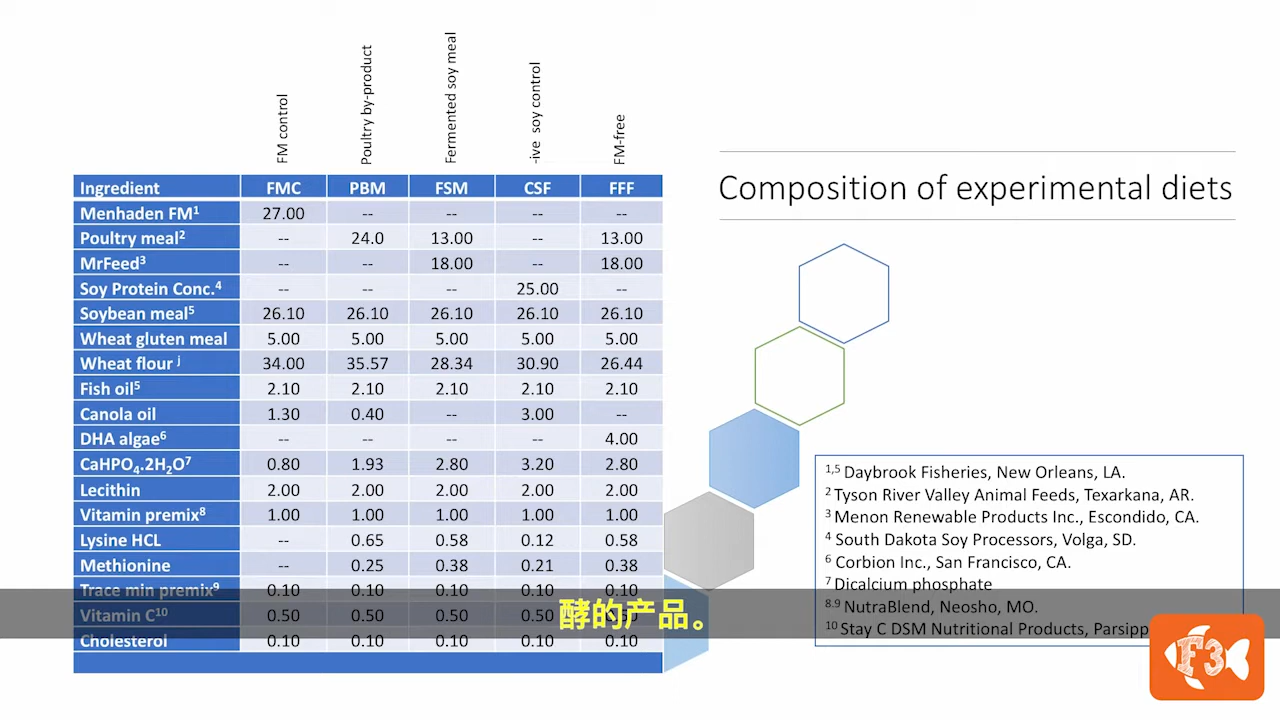 FM control
Poultry by-product
Fermented soy meal
-ive soy control
FM-free
Ingredient FMC PBM FSM CSF FFF
Menhaden FM¹ 27.00 -- -- -- --
Poultry meal² -- 24.0 13.00 -- 13.00
MrFeed³ -- -- 18.00 -- 18.00
Soy Protein Conc.⁴ -- -- -- 25.00 --
Soybean meal⁵ 26.10 26.10 26.10 26.10 26.10
Wheat gluten meal 5.00 5.00 5.00 5.00 5.00
Wheat flour ʲ 34.00 35.57 28.34 30.90 26.44
Fish oil⁵ 2.10 2.10 2.10 2.10 2.10
Canola oil 1.30 0.40 -- 3.00 --
DHA algae⁶ -- -- -- -- 4.00
CaHPO₄.2H₂O⁷ 0.80 1.93 2.80 3.20 2.80
Lecithin 2.00 2.00 2.00 2.00 2.00
Vitamin premix⁸ 1.00 1.00 1.00 1.00 1.00
Lysine HCL -- 0.65 0.58 0.12 0.58
Methionine -- 0.25 0.38 0.21 0.38
Trace min premix⁹ 0.10 0.10 0.10 0.10 0.10
Vitamin C¹⁰ 0.50 0.50 0.50 0.50
Cholesterol 0.10 0.10 0.10 0.10 0.10
Composition of experimental diets
¹,⁵ Daybrook Fisheries, New Orleans, LA.
² Tyson River Valley Animal Feeds, Texarkana, AR.
³ Menon Renewable Products Inc., Escondido, CA.
⁴ South Dakota Soy Processors, Volga, SD.
⁶ Corbion Inc., San Francisco, CA.
⁷ Dicalcium phosphate
⁸·⁹ NutraBlend, Neosho, MO.
¹⁰ Stay C DSM Nutritional Products, Parsipp
酵的产品。
F3